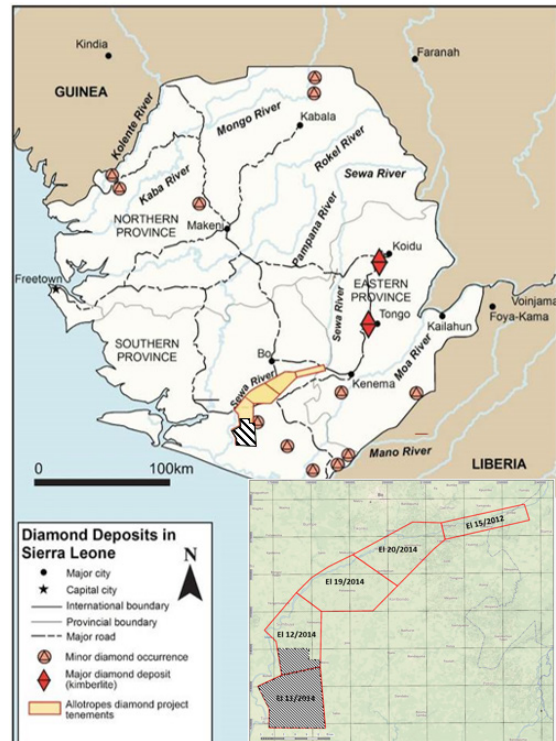 Kindia
Faranah
GUINEA
Kolente River
Mongo River
Kabala
Rokel River
Kaba River
Sewa River
NORTHERN
PROVINCE
Makeni
Pampana River
Koidu
Freetown
EASTERN
PROVINCE
Voinjama
Foya-Kama
Sewa River
Tongo
Kailahun
SOUTHERN
PROVINCE
Bo
Moa River
Sewa River
Kenema
Mano River
LIBERIA
0 100km
Diamond Deposits in
Sierra Leone
N
Major city
Capital city
International boundary
Provincial boundary
Major road
Minor diamond occurrence
Major diamond deposit
(kimberlite)
Allotropes diamond project
tenements
El 15/2012
El 20/2014
El 19/2014
El 12/2014
El 13/2014